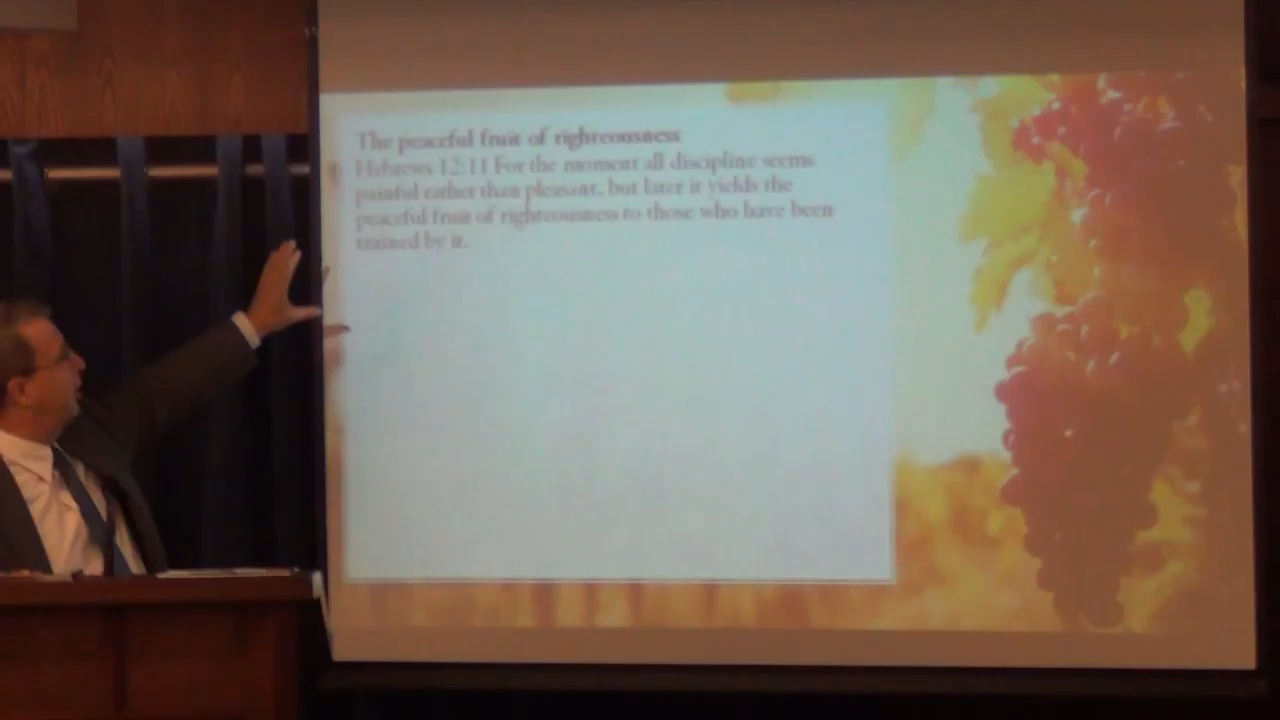 The peaceful fruit of righteousness
Hebrews 12:11 For the moment all discipline seems
painful rather than pleasant, but later it yields the
peaceful fruit of righteousness to those who have been
trained by it.